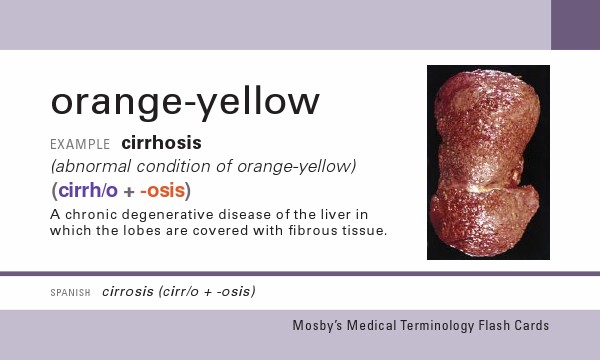 orange-yellow
EXAMPLE cirrhosis
(abnormal condition of orange-yellow)
(cirrh/o + -osis)
A chronic degenerative disease of the liver in
which the lobes are covered with fibrous tissue.
SPANISH cirrosis (cirr/o + -osis)
Mosby's Medical Terminology Flash Cards